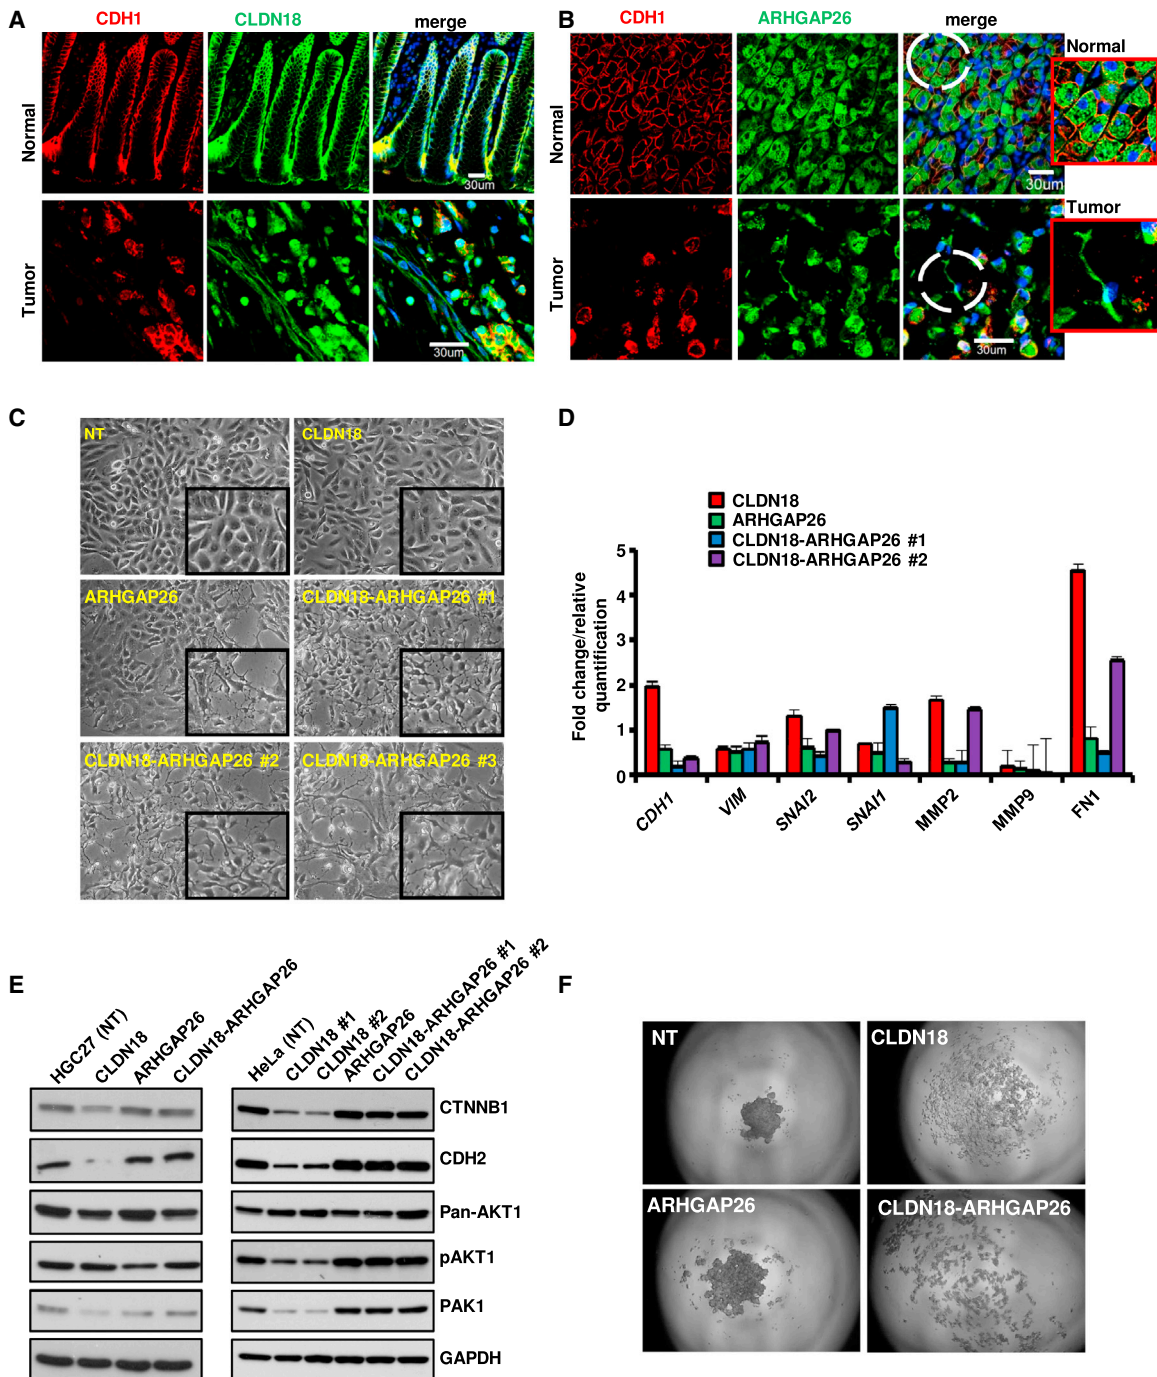 A
CDH1
CLDN18
merge
Normal
30um
Tumor
30um
B
CDH1
ARHGAP26
merge
Normal
Normal
30um
Tumor
Tumor
30um
C
NT
CLDN18
ARHGAP26
CLDN18-ARHGAP26 #1
CLDN18-ARHGAP26 #2
CLDN18-ARHGAP26 #3
D
CLDN18
ARHGAP26
CLDN18-ARHGAP26 #1
CLDN18-ARHGAP26 #2
Fold change/relative
quantification
5
4
3
2
1
0
CDH1
VIM
SNAI2
SNAI1
MMP2
MMP9
FN1
E
HGC27 (NT)
CLDN18
ARHGAP26
CLDN18-ARHGAP26
HeLa (NT)
CLDN18 #1
CLDN18 #2
ARHGAP26
CLDN18-ARHGAP26 #1
CLDN18-ARHGAP26 #2
CTNNB1
CDH2
Pan-AKT1
pAKT1
PAK1
GAPDH
F
NT
CLDN18
ARHGAP26
CLDN18-ARHGAP26